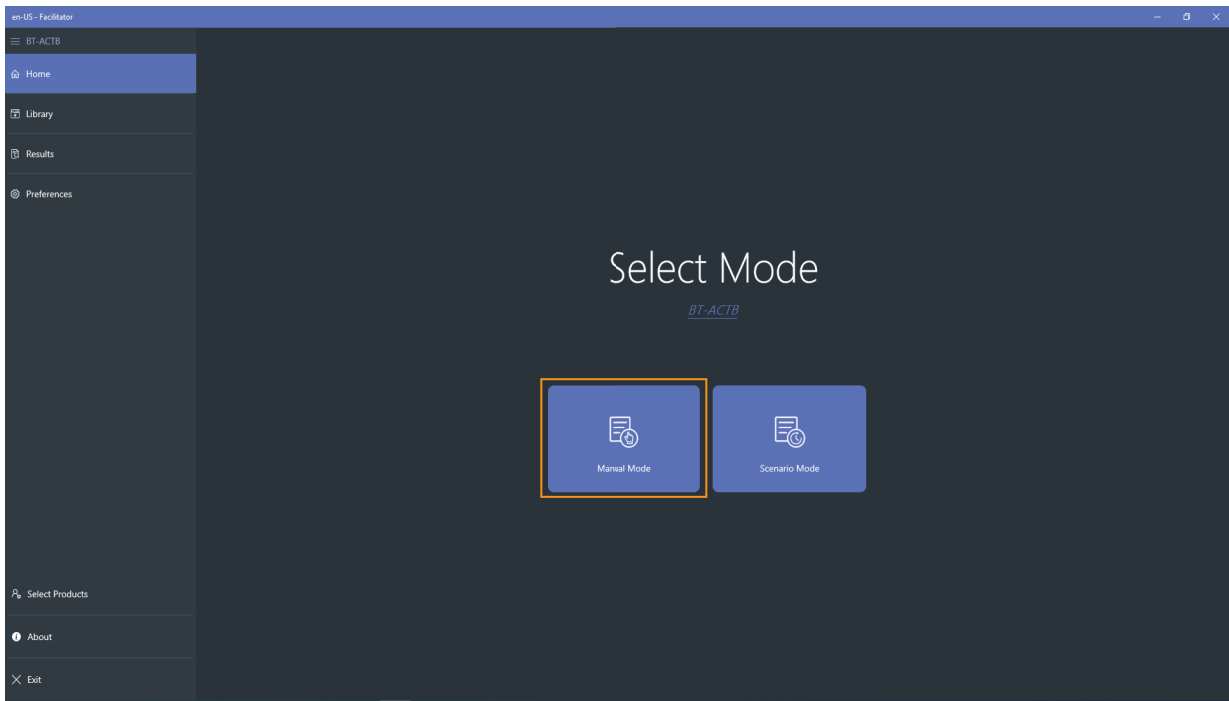 en-US - Facilitator
BT-ACTB
Home
Library
Results
Preferences
Select Mode
BT-ACTB
Manual Mode
Scenario Mode
Select Products
About
Exit